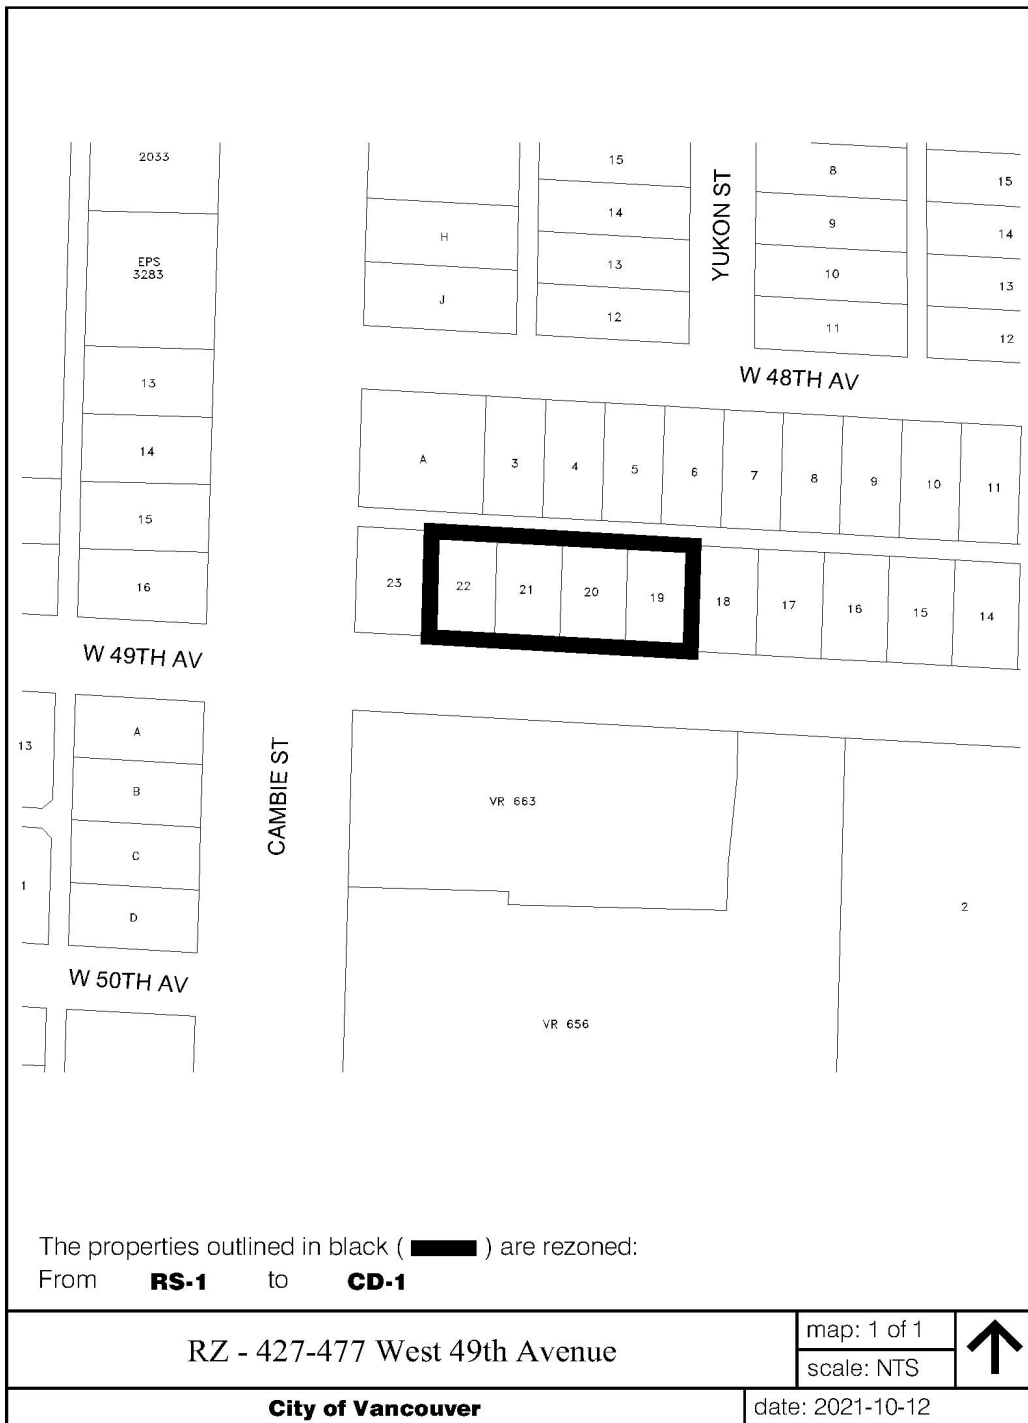 2033
15
8
15
14
9
14
YUKON ST
H
EPS
3283
13
10
13
J
12
11
12
W 48TH AV
13
14
A
3
4
5
6
7
8
9
10
11
15
16
23
22
21
20
19
18
17
16
15
14
W 49TH AV
13
A
B
CAMBIE ST
VR 663
C
1
D
2
W 50TH AV
VR 656
The properties outlined in black ( ) are rezoned:
From RS-1 to CD-1
RZ - 427-477 West 49th Avenue
map: 1 of 1
scale: NTS
City of Vancouver
date: 2021-10-12